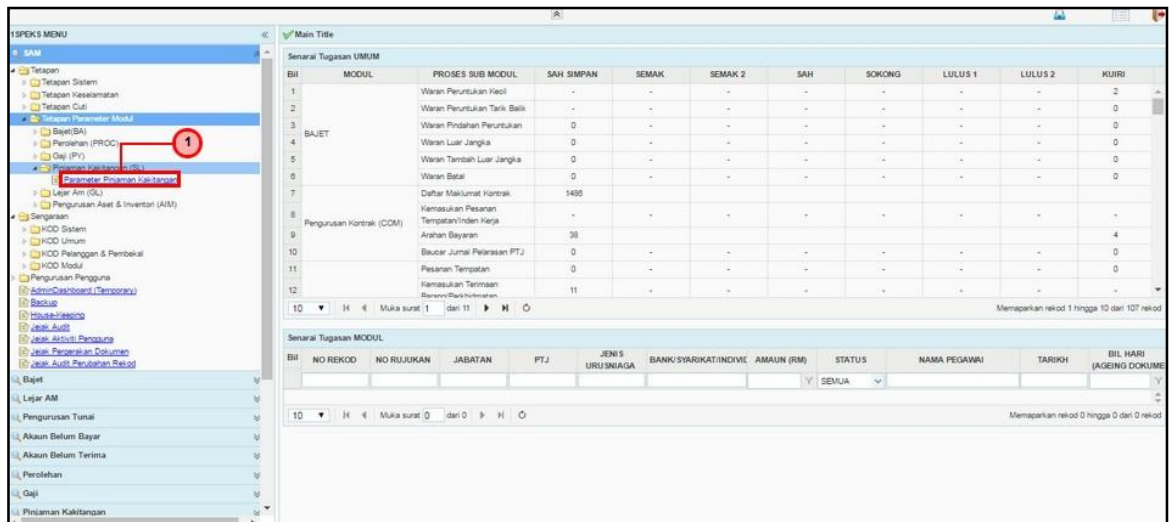 1SPEKS MENU
SAM
Tetapan
Tetapan Sistem
Tetapan Keselamatan
Tetapan Cuti
Tetapan Parameter Modul
Bajet(BA)
Perolehan (PROC)
1
Gaji (PY)
Pinjaman Kakitangan (SL)
Parameter Pinjaman Kakitangan
Lejar Am (GL)
Pengurusan Aset & Inventori (AIM)
Sengaraan
KOD Sistem
KOD Umum
KOD Pelanggan & Pembekal
KOD Modul
Pengurusan Pengguna
AdminDashboard (Temporary)
Backup
House-Keeping
Jejak Audit
Jejak Aktiviti Pengguna
Jejak Pergerakan Dokumen
Jejak Audit Perubahan Rekod
Bajet
Lejar AM
Pengurusan Tunai
Akaun Belum Bayar
Akaun Belum Terima
Perolehan
Gaji
Pinjaman Kakitangan
Main Title
Senarai Tugasan UMUM
Bil MODUL PROSES SUB MODUL SAH SIMPAN SEMAK SEMAK 2 SAH SOKONG LULUS 1 LULUS 2 KUIRI
1 Waran Peruntukan Kecil - - - - - - - 2
2 Waran Peruntukan Tarik Balik - - - - - - - 0
3 Waran Pindahan Peruntukan 0 - - - - - - 0
BAJET
4 Waran Luar Jangka 0 - - - - - - 0
5 Waran Tambah Luar Jangka 0 - - - - - - 0
6 Waran Batal 0 - - - - - - 0
7 Daftar Maklumat Kontrak 1486
8 Kemasukan Pesanan Tempatan/Inden Kerja - - - - - - - -
Pengurusan Kontrak (COM)
9 Arahan Bayaran 38 4
10 Baucar Jurnal Pelarasan PTJ 0 - - - - - - 0
11 Pesanan Tempatan 0 - - - - - - 0
12 Kemasukan Terimaan Barang/Perkhidmatan 11 - - - - - - -
10 Muka surat 1 dari 11 Memaparkan rekod 1 hingga 10 dari 107 rekod
Senarai Tugasan MODUL
Bil NO REKOD NO RUJUKAN JABATAN PTJ JENIS URUSNIAGA BANK/SYARIKAT/INDIVID AMAUN (RM) STATUS NAMA PEGAWAI TARIKH BIL HARI (AGEING DOKUME
SEMUA
10 Muka surat 0 dari 0 Memaparkan rekod 0 hingga 0 dari 0 rekod